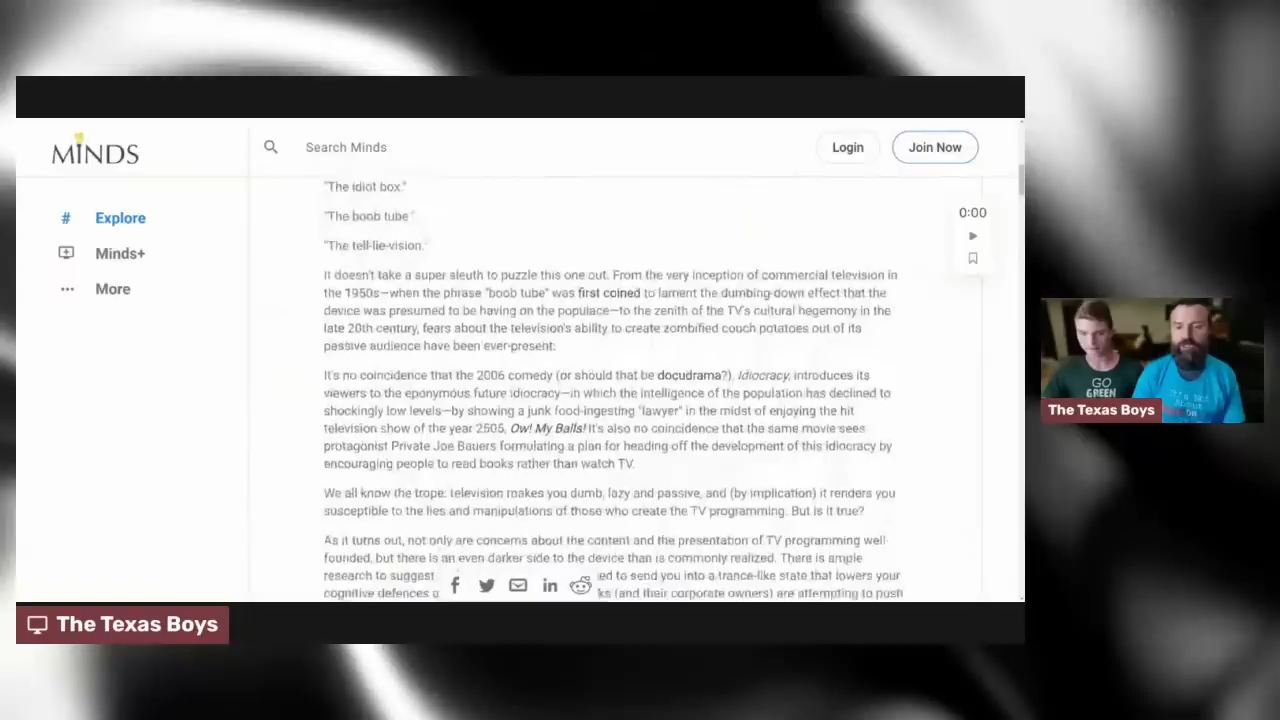 MINDS
Search Minds
Login
Join Now
# Explore
Minds+
More
0:00
"The idiot box."
"The boob tube"
"The tell-lie-vision."
It doesn't take a super sleuth to puzzle this one out. From the very inception of commercial television in
the 1950s—when the phrase "boob tube" was first coined to lament the dumbing-down effect that the
device was presumed to be having on the populace—to the zenith of the TV's cultural hegemony in the
late 20th century, fears about the television's ability to create zombified couch potatoes out of its
passive audience have been ever-present.
It's no coincidence that the 2006 comedy (or should that be docudrama?), Idiocracy, introduces its
viewers to the eponymous future idiocracy—in which the intelligence of the population has declined to
shockingly low levels—by showing a junk food-ingesting "lawyer" in the midst of enjoying the hit
television show of the year 2505, Ow! My Balls! It's also no coincidence that the same movie sees
protagonist Private Joe Bauers formulating a plan for heading off the development of this idiocracy by
encouraging people to read books rather than watch TV.
We all know the trope: television makes you dumb, lazy and passive, and (by implication) it renders you
susceptible to the lies and manipulations of those who create the TV programming. But is it true?
As it turns out, not only are concerns about the content and the presentation of TV programming well-
founded, but there is an even darker side to the device than is commonly realized. There is ample
research to suggest ed to send you into a trance-like state that lowers your
cognitive defences (and their corporate owners) are attempting to push
GO
GREEN
It's Not
About
The Texas Boys
The Texas Boys